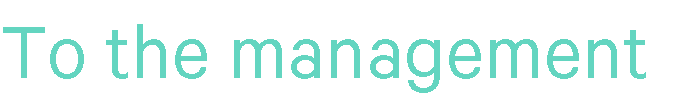 To the management